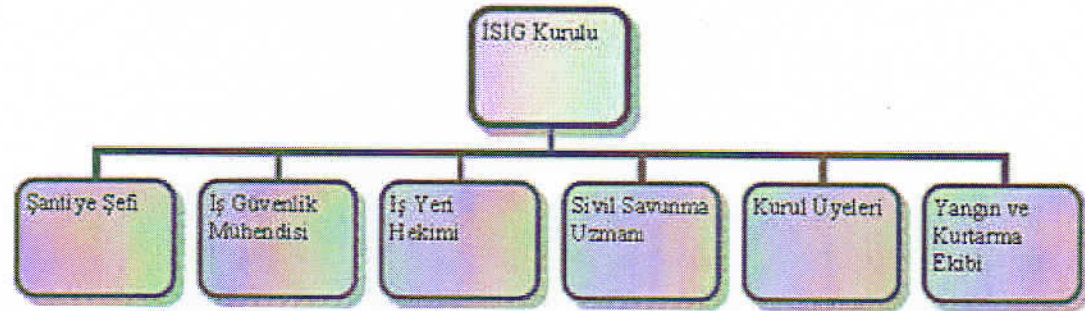 İSİG Kurulu
Şantiye Şefi
İş Güvenlik
Mühendisi
İş Yeri
Hekimi
Sivil Savunma
Uzmanı
Kurul Üyeleri
Yangın ve
Kurtarma
Ekibi